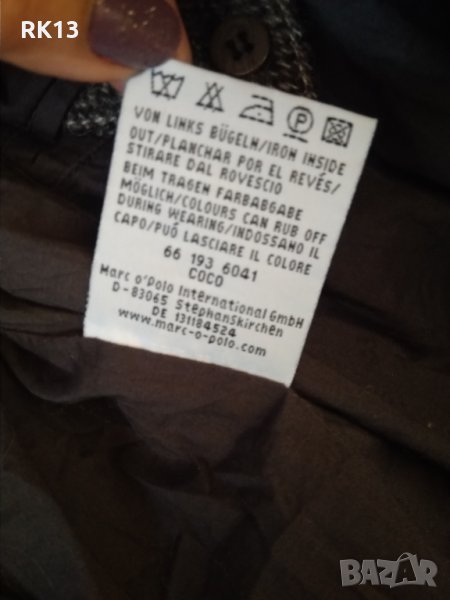 RK13
P
VON LINKS BÜGELN/IRON INSIDE
OUT/PLANCHAR POR EL REVÉS/
STIRARE DAL ROVESCIO
BEIM TRAGEN FARBABGABE
MÖGLICH/COLOURS CAN RUB OFF
DURING WEARING/INDOSSANO IL
CAPO/PUÓ LASCIARE IL COLORE
66 193 6041
COCO
Marc O'Polo International GmbH
D-83065 Stephanskirchen
DE 131184524
www.marc-o-polo.com
BAZAR